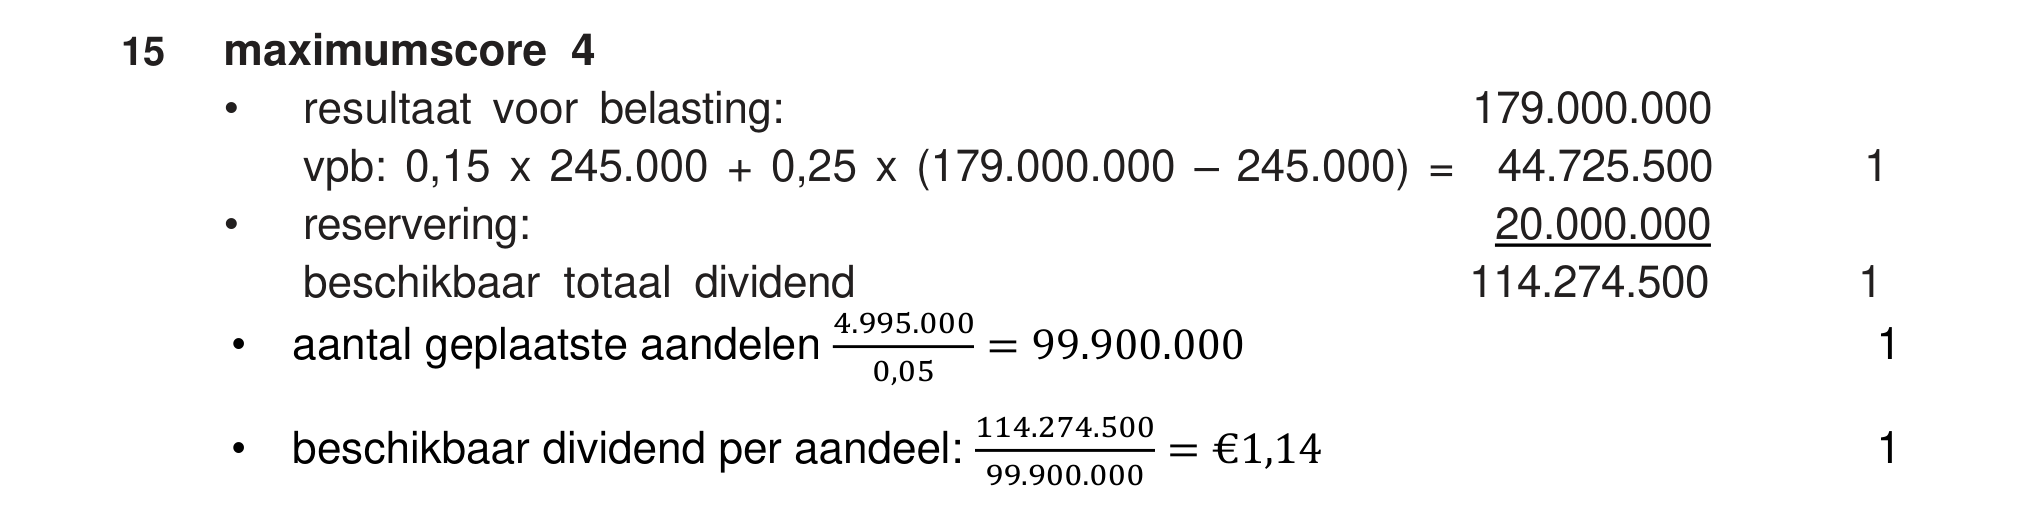 15 maximumscore 4
• resultaat voor belasting: 179.000.000
vpb: 0,15 x 245.000 + 0,25 x (179.000.000 – 245.000) = 44.725.500 1
• reservering: 20.000.000
beschikbaar totaal dividend 114.274.500 1
• aantal geplaatste aandelen 4.995.000/0,05 = 99.900.000 1
• beschikbaar dividend per aandeel: 114.274.500/99.900.000 = €1,14 1